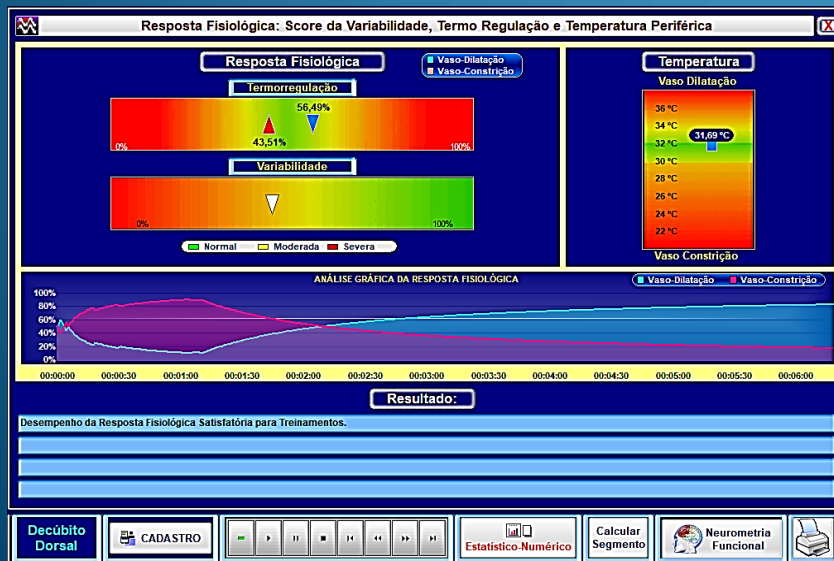 Resposta Fisiológica: Score da Variabilidade, Termo Regulação e Temperatura Periférica
X
Resposta Fisiológica
Vaso-Dilatação
Vaso-Constrição
Termorregulação
56,49%
43,51%
0%
100%
Variabilidade
0%
100%
Normal Moderada Severa
Temperatura
Vaso Dilatação
36 °C
34 °C
31,69 °C
32 °C
30 °C
28 °C
26 °C
24 °C
22 °C
Vaso Constrição
ANÁLISE GRÁFICA DA RESPOSTA FISIOLÓGICA
Vaso-Dilatação Vaso-Constrição
100%
80%
60%
40%
20%
0%
00:00:00 00:00:30 00:01:00 00:01:30 00:02:00 00:02:30 00:03:00 00:03:30 00:04:00 00:04:30 00:05:00 00:05:30 00:06:00
Resultado:
Desempenho da Resposta Fisiológica Satisfatória para Treinamentos.
Decúbito
Dorsal
CADASTRO
Estatístico-Numérico
Calcular
Segmento
Neurometria
Funcional